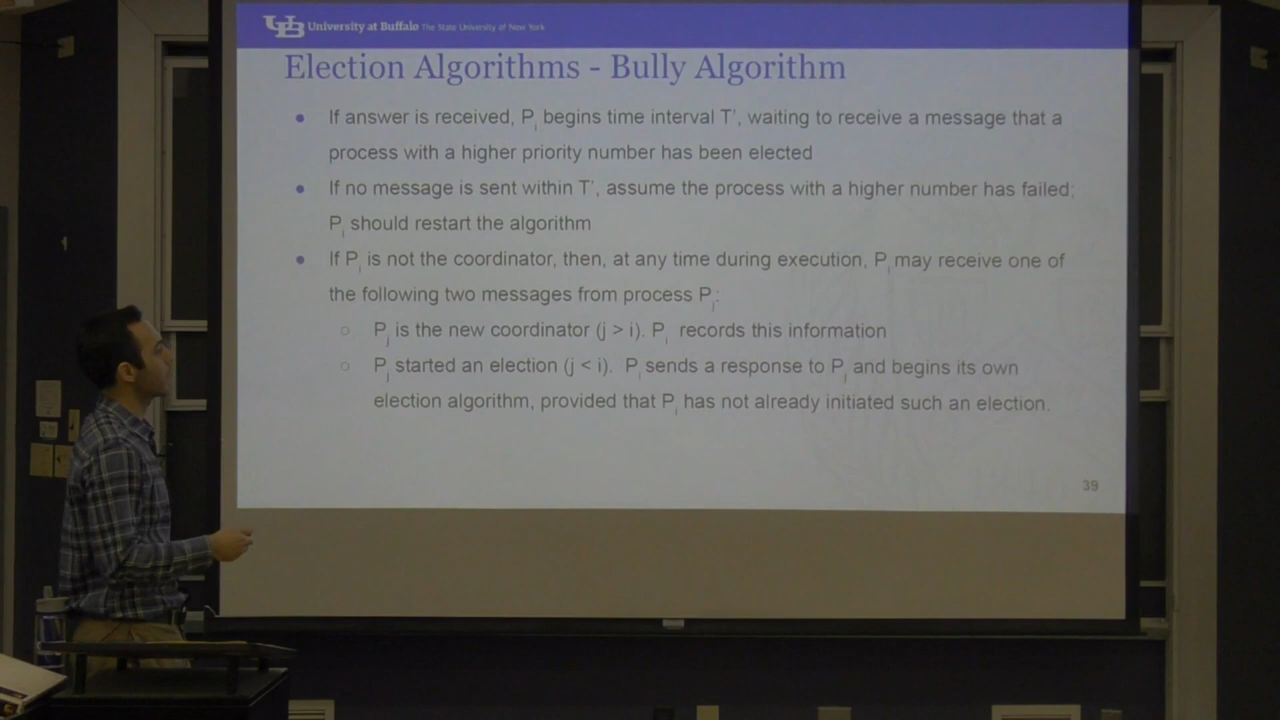 UB University at Buffalo The State University of New York
Election Algorithms - Bully Algorithm
● If answer is received, Pi begins time interval T', waiting to receive a message that a
process with a higher priority number has been elected
● If no message is sent within T', assume the process with a higher number has failed;
Pi should restart the algorithm
● If Pi is not the coordinator, then, at any time during execution, Pi may receive one of
the following two messages from process Pj:
○ Pj is the new coordinator (j > i). Pi records this information
○ Pj started an election (j < i). Pi sends a response to Pj and begins its own
election algorithm, provided that Pi has not already initiated such an election.
39